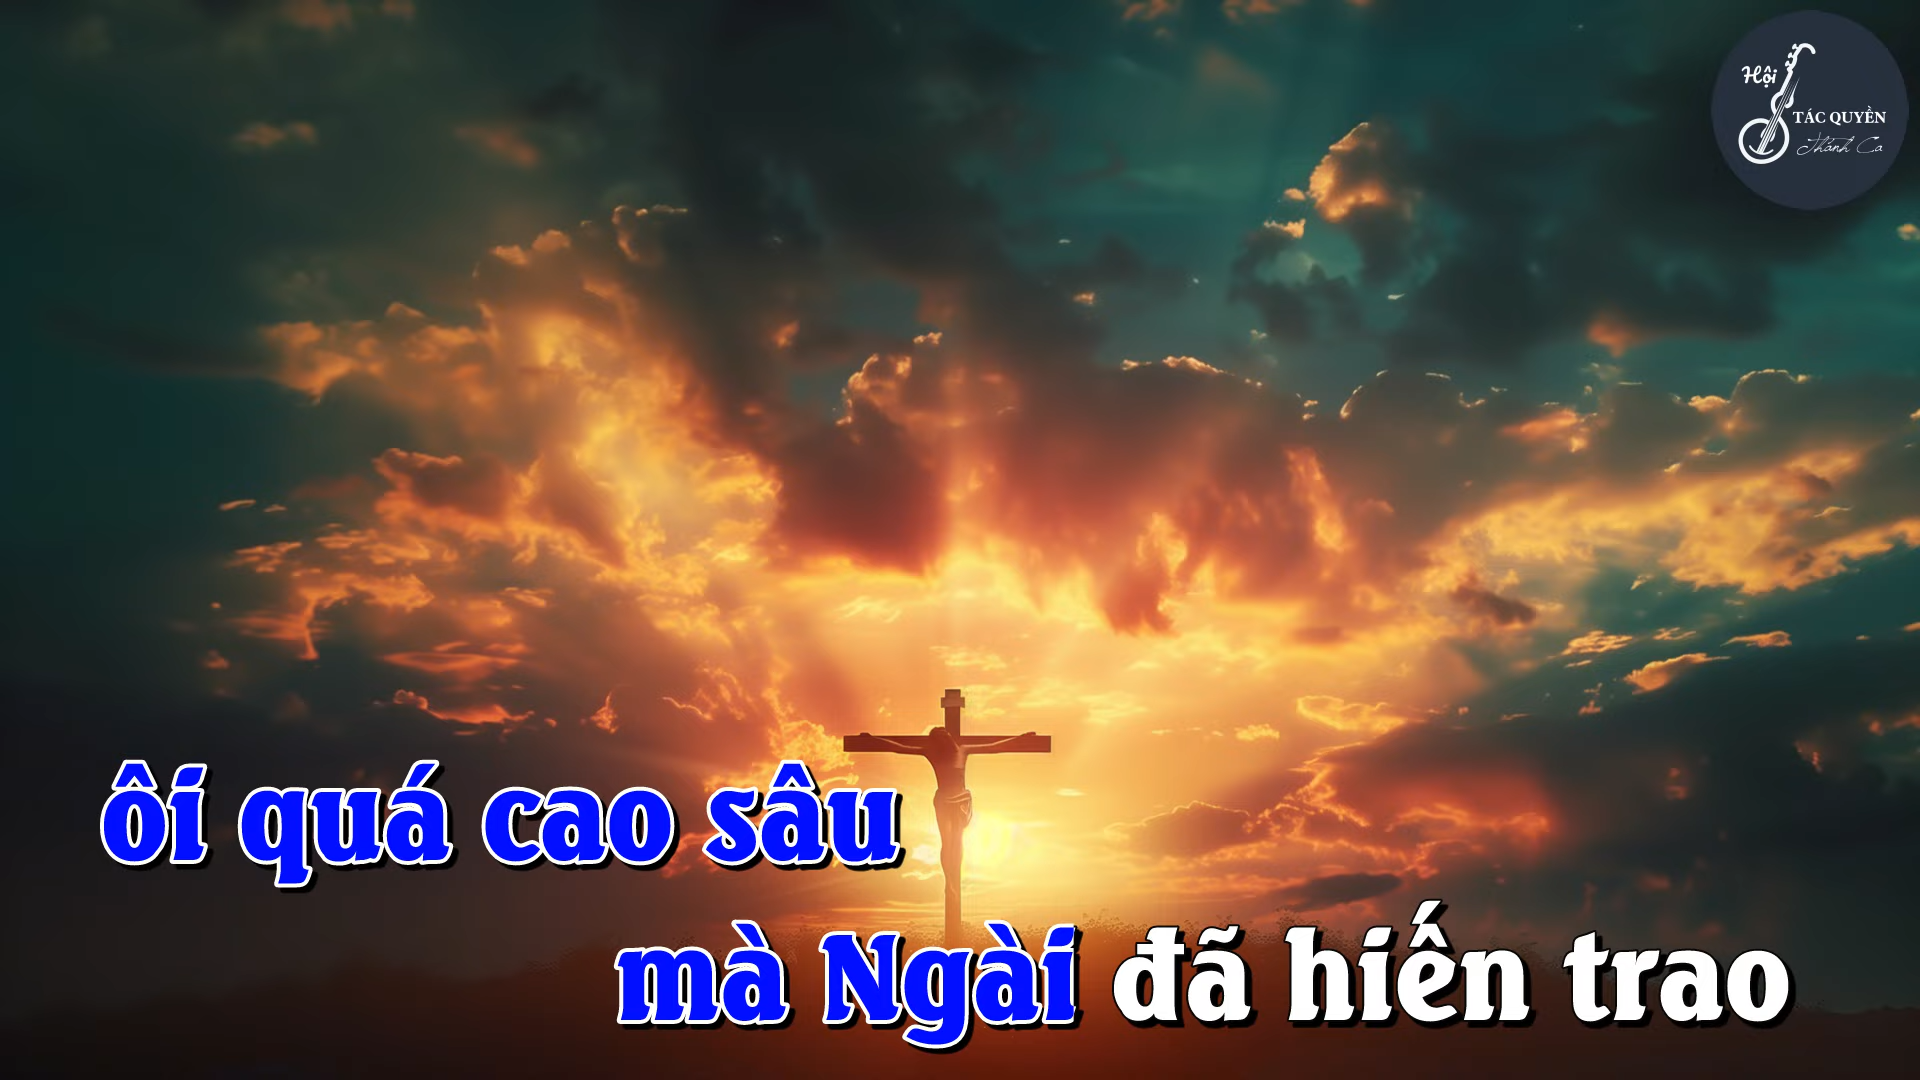 Hội
TÁC QUYỀN
Thánh Ca
ôi quá cao sâu
mà Ngài đã hiến trao